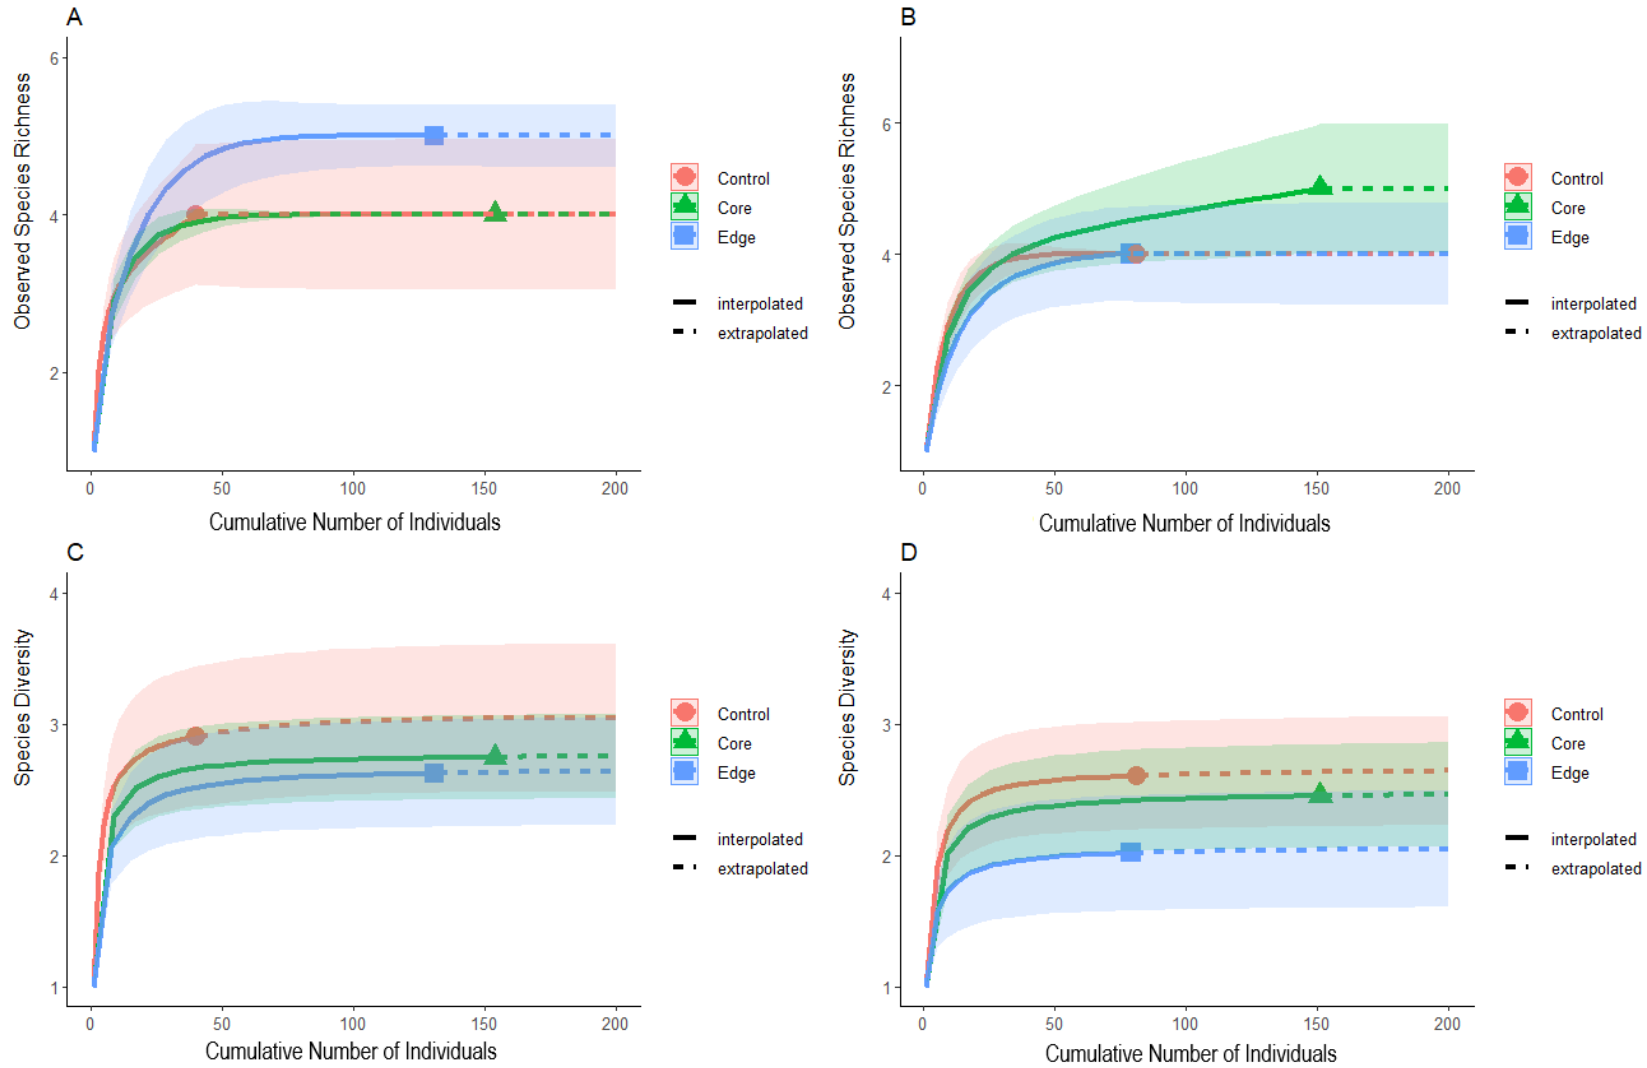 A
Observed Species Richness
6
4
2
0 50 100 150 200
Cumulative Number of Individuals
Control
Core
Edge
interpolated
extrapolated
B
Observed Species Richness
6
4
2
0 50 100 150 200
Cumulative Number of Individuals
Control
Core
Edge
interpolated
extrapolated
C
Species Diversity
4
3
2
1
0 50 100 150 200
Cumulative Number of Individuals
Control
Core
Edge
interpolated
extrapolated
D
Species Diversity
4
3
2
1
0 50 100 150 200
Cumulative Number of Individuals
Control
Core
Edge
interpolated
extrapolated